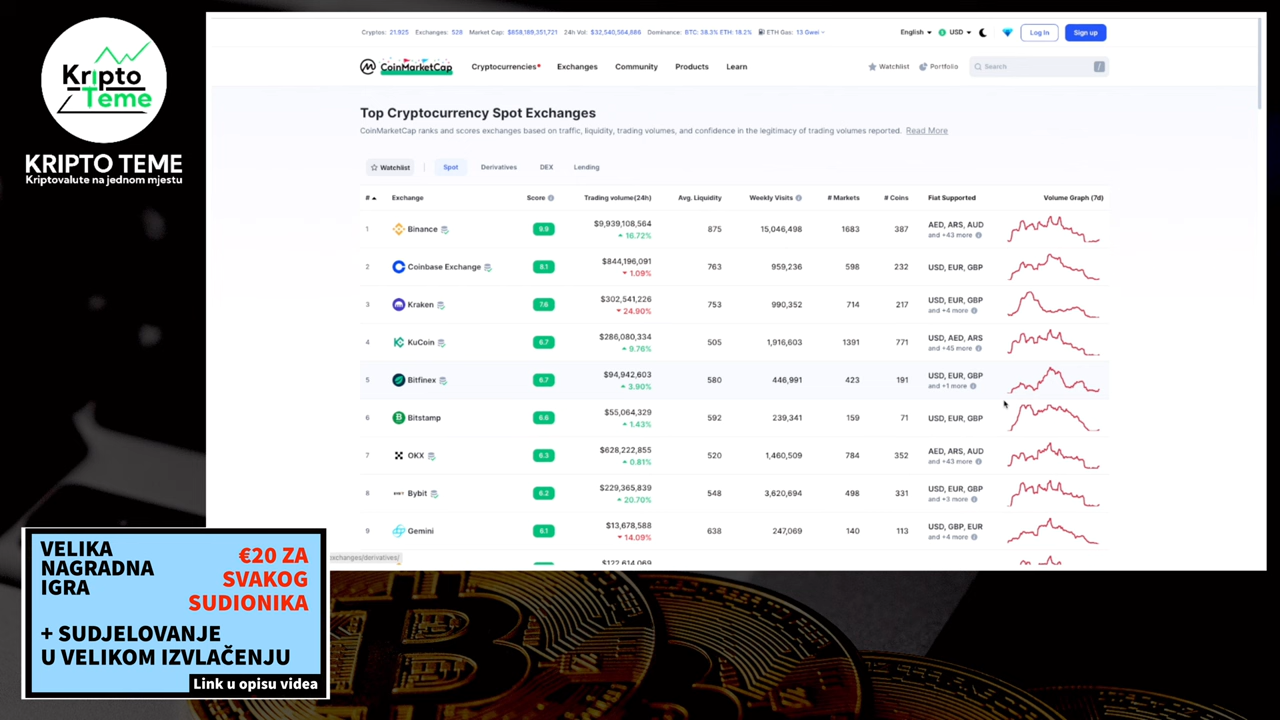 Kripto
Teme
KRIPTO TEME
Kriptovalute na jednom mjestu
Cryptos: 21.925 Exchanges: 528 Market Cap: $858,189,351,721 24h Vol: $32,540,564,886 Dominance: BTC: 38.3% ETH: 18.2% ETH Gas: 13 Gwei
English USD Log In Sign up
CoinMarketCap Cryptocurrencies Exchanges Community Products Learn Watchlist Portfolio Search /
Top Cryptocurrency Spot Exchanges
CoinMarketCap ranks and scores exchanges based on traffic, liquidity, trading volumes, and confidence in the legitimacy of trading volumes reported. Read More
Watchlist Spot Derivatives DEX Lending
# Exchange Score Trading volume(24h) Avg. Liquidity Weekly Visits # Markets # Coins Fiat Supported Volume Graph (7d)
1 Binance 9.9 $9,939,108,564 875 15,046,498 1683 387 AED, ARS, AUD
16.72% and +43 more
2 Coinbase Exchange 8.1 $844,196,091 763 959,236 598 232 USD, EUR, GBP
1.09%
3 Kraken 7.6 $302,541,226 753 990,352 714 217 USD, EUR, GBP
24.90% and +4 more
4 KuCoin 6.7 $286,080,334 505 1,916,603 1391 771 USD, AED, ARS
9.76% and +45 more
5 Bitfinex 6.7 $94,942,603 580 446,991 423 191 USD, EUR, GBP
3.90% and +1 more
6 Bitstamp 6.6 $55,064,329 592 239,341 159 71 USD, EUR, GBP
1.43%
7 OKX 6.3 $628,222,855 520 1,460,509 784 352 AED, ARS, AUD
0.81% and +43 more
8 Bybit 6.2 $229,365,839 548 3,620,694 498 331 USD, EUR, GBP
20.70% and +3 more
9 Gemini 6.1 $13,678,588 638 247,069 140 113 USD, GBP, EUR
14.09% and +4 more
exchanges/derivatives/
$122,614,069
VELIKA
NAGRADNA
IGRA
€20 ZA
SVAKOG
SUDIONIKA
+ SUDJELOVANJE
U VELIKOM IZVLAČENJU
Link u opisu videa